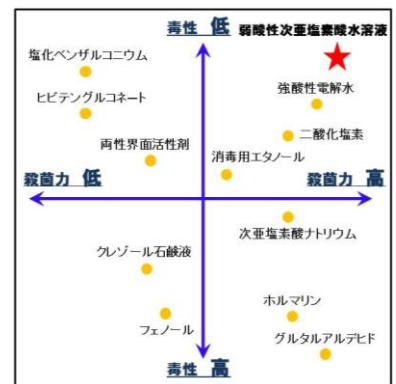 毒性 低
弱酸性次亜塩素酸水溶液
塩化ベンザルコニウム
強酸性電解水
ヒビテングルコネート
二酸化塩素
両性界面活性剤
消毒用エタノール
殺菌力 低
殺菌力 高
次亜塩素酸ナトリウム
クレゾール石鹸液
ホルマリン
フェノール
グルタルアルデヒド
毒性 高